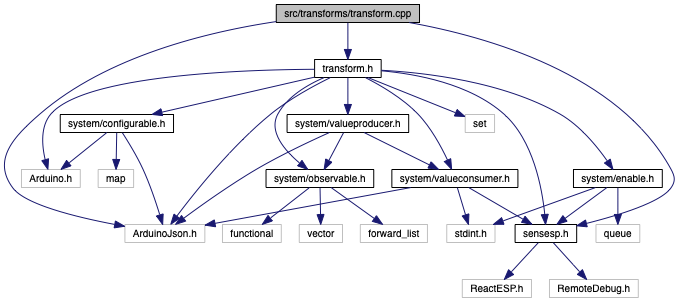 src/transforms/transform.cpp
transform.h
system/configurable.h
system/valueproducer.h
set
Arduino.h
map
system/observable.h
system/valueconsumer.h
system/enable.h
ArduinoJson.h
functional
vector
forward_list
stdint.h
sensesp.h
queue
ReactESP.h
RemoteDebug.h